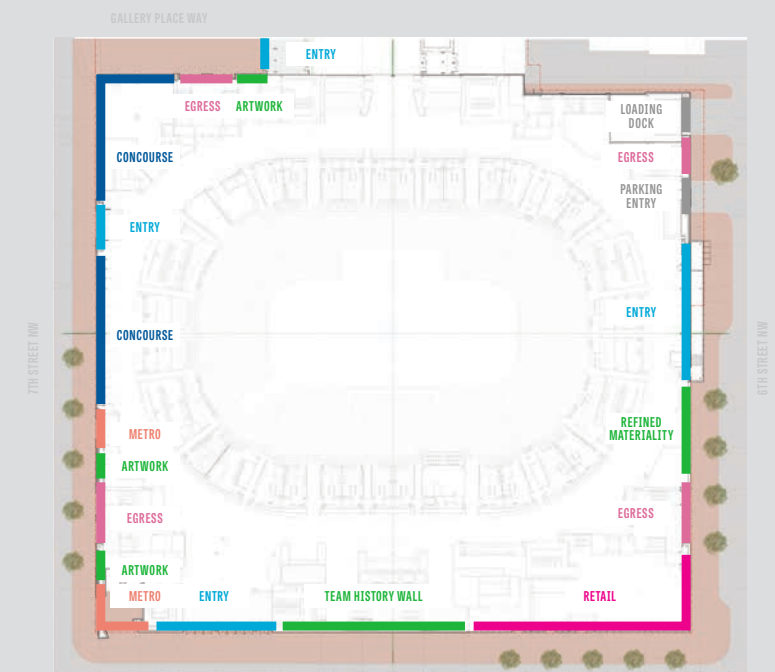 GALLERY PLACE WAY
ENTRY
EGRESS ARTWORK
LOADING
DOCK
CONCOURSE
EGRESS
PARKING
ENTRY
ENTRY
ENTRY
7TH STREET NW
6TH STREET NW
CONCOURSE
REFINED
MATERIALITY
METRO
ARTWORK
EGRESS
EGRESS
ARTWORK
METRO ENTRY TEAM HISTORY WALL RETAIL